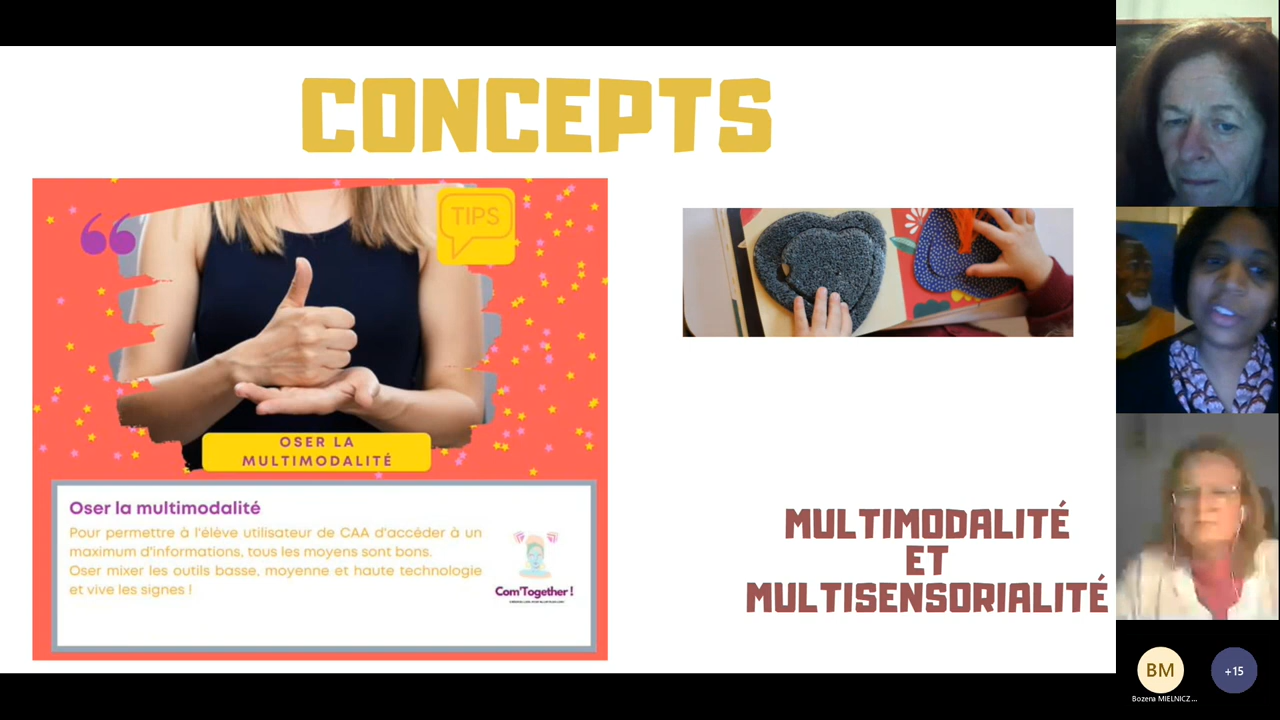 CONCEPTS
TIPS
OSER LA
MULTIMODALITÉ
Oser la multimodalité
Pour permettre à l'élève utilisateur de CAA d'accéder à un
maximum d'informations, tous les moyens sont bons.
Oser mixer les outils basse, moyenne et haute technologie
et vive les signes !
Com'Together !
MULTIMODALITÉ
ET
MULTISENSORIALITÉ
BM
+15
Bozena MIELNICZ...